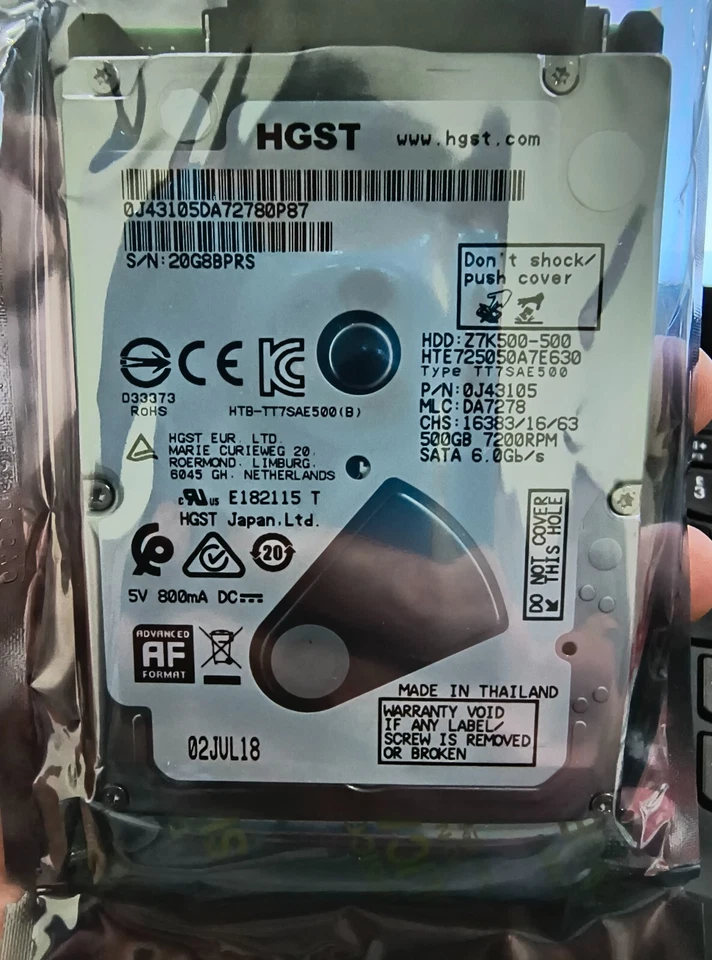 HGST www.hgst.com
0J43105DA72780P87
S/N:20G8BPRS
Don't shock/
push cover
HDD:Z7K500-500
HTE725050A7E630
Type TT7SAE500
P/N:0J43105
MLC:DA7278
CHS:16383/16/63
500GB 7200RPM
SATA 6.0Gb/s
CE
D33373
RoHS
HTB-TT7SAE500(B)
HGST EUR. LTD.
MARIE CURIEWEG 20.
ROERMOND. LIMBURG.
6045 GH. NETHERLANDS
c RU us E182115 T
HGST Japan.Ltd.
20
5V 800mA DC
ADVANCED
AF
FORMAT
DO NOT COVER
THIS HOLE
MADE IN THAILAND
WARRANTY VOID
IF ANY LABEL/
SCREW IS REMOVED
OR BROKEN
02JUL18